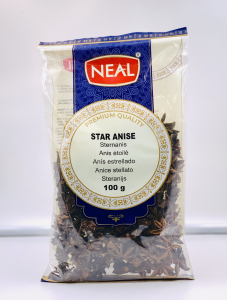 NEAL
PREMIUM QUALITY
STAR ANISE
Sternanis
Anis étoilé
Anís estrellado
Anice stellato
Steranijs
100 g